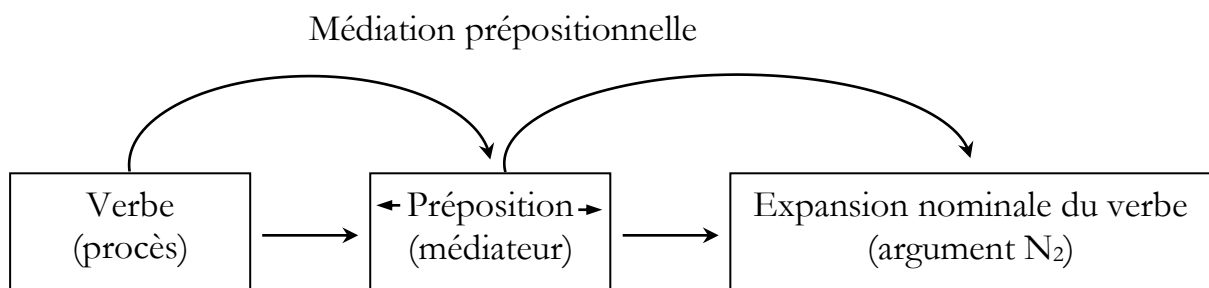 Médiation prépositionnelle
Verbe
(procès)
Préposition
(médiateur)
Expansion nominale du verbe
(argument N₂)